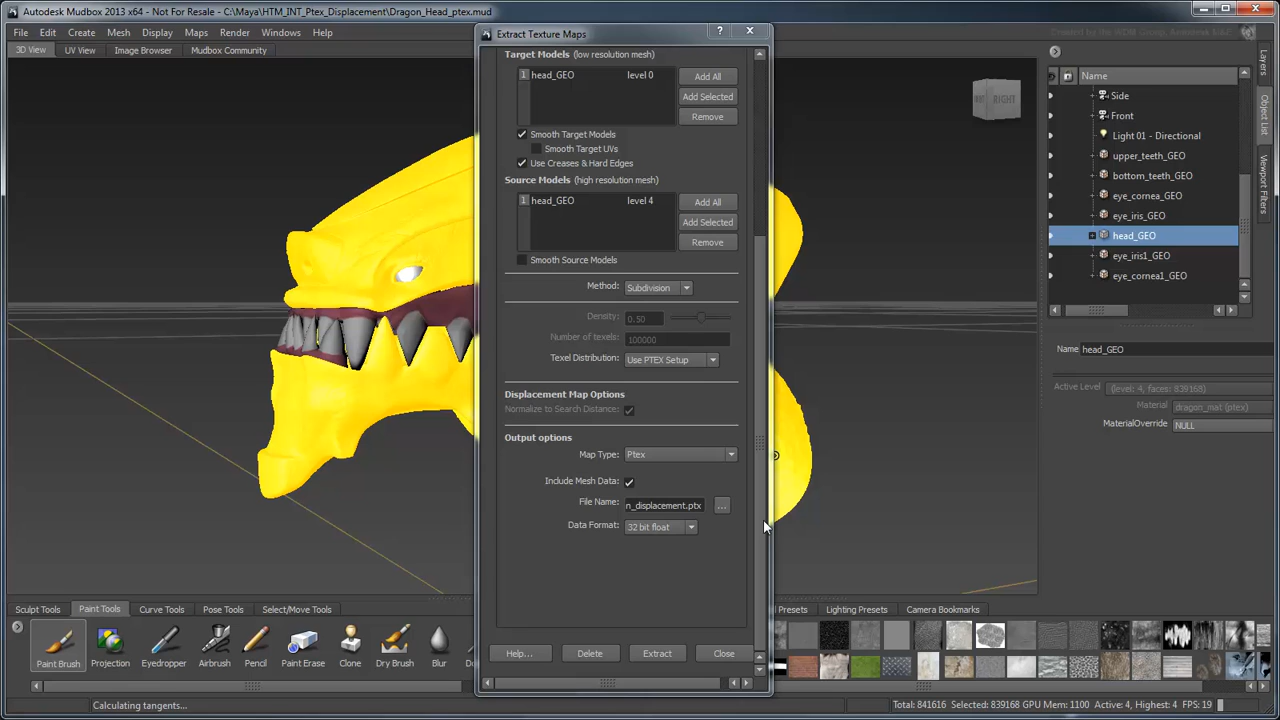 Autodesk Mudbox 2013 x64 - Not For Resale - C:\Maya\HTM_INT_Ptex_Displacement\Dragon_Head_ptex.mud
File Edit Create Mesh Display Maps Render Windows Help
3D View UV View Image Browser Mudbox Community
Extract Texture Maps
Target Models (low resolution mesh)
1 head_GEO level 0
Add All
Add Selected
Remove
Smooth Target Models
Smooth Target UVs
Use Creases & Hard Edges
Source Models (high resolution mesh)
1 head_GEO level 4
Add All
Add Selected
Remove
Smooth Source Models
Method: Subdivision
Density: 0.50
Number of texels: 100000
Texel Distribution: Use PTEX Setup
Displacement Map Options
Normalize to Search Distance:
Output options
Map Type: Ptex
Include Mesh Data:
File Name: n_displacement.ptx ...
Data Format: 32 bit float
Help... Delete Extract Close
RIGHT
Name
Side
Front
Light 01 - Directional
upper_teeth_GEO
bottom_teeth_GEO
eye_cornea_GEO
eye_iris_GEO
head_GEO
eye_iris1_GEO
eye_cornea1_GEO
Layers
Object List
Viewport Filters
Name head_GEO
Active Level (level: 4, faces: 839168)
Material dragon_mat (ptex)
MaterialOverride NULL
Sculpt Tools Paint Tools Curve Tools Pose Tools Select/Move Tools
Presets Lighting Presets Camera Bookmarks
Paint Brush Projection Eyedropper Airbrush Pencil Paint Erase Clone Dry Brush Blur
Calculating tangents...
Total: 841616 Selected: 839168 GPU Mem: 1100 Active: 4, Highest: 4 FPS: 19